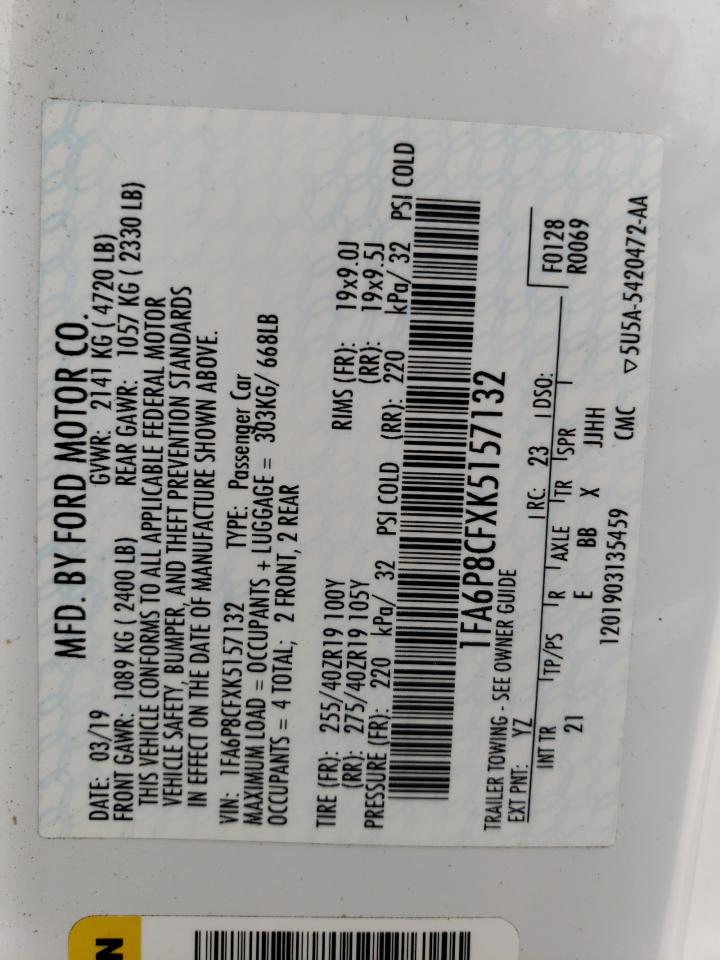 MFD. BY FORD MOTOR CO.
DATE: 03/19 GVWR: 2141 KG ( 4720 LB)
FRONT GAWR: 1089 KG ( 2400 LB) REAR GAWR: 1057 KG ( 2330 LB)
THIS VEHICLE CONFORMS TO ALL APPLICABLE FEDERAL MOTOR
VEHICLE SAFETY, BUMPER, AND THEFT PREVENTION STANDARDS
IN EFFECT ON THE DATE OF MANUFACTURE SHOWN ABOVE.
VIN: 1FA6P8CFXK5157132 TYPE: Passenger Car
MAXIMUM LOAD = OCCUPANTS + LUGGAGE = 303KG/ 668LB
OCCUPANTS = 4 TOTAL; 2 FRONT, 2 REAR
TIRE (FR): 255/40ZR19 100Y RIMS (FR): 19x9.0J
(RR): 275/40ZR19 105Y (RR): 19x9.5J
PRESSURE (FR): 220 kPa/ 32 PSI COLD (RR): 220 kPa/ 32 PSI COLD
1FA6P8CFXK5157132
TRAILER TOWING - SEE OWNER GUIDE
EXT PNT: YZ RC: 23 DSO: F0128
R0069
INT TR TP/PS R AXLE TR SPR
21 E BB X JJHH
1201903135459 CMC ▽5U5A-5420472-AA
N